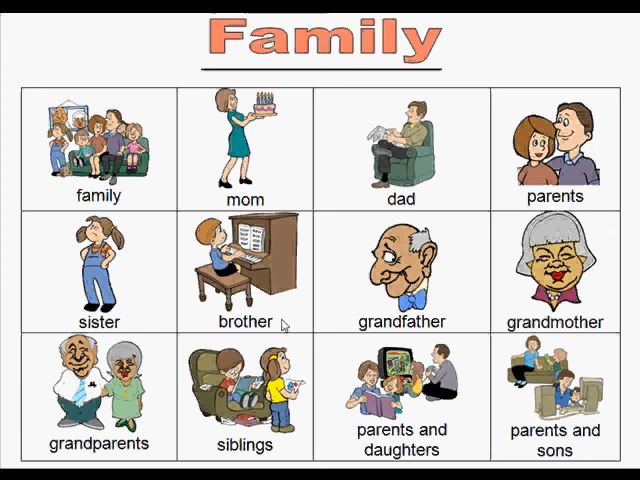 Family
family
mom
dad
parents
sister
brother
grandfather
grandmother
grandparents
siblings
parents and
daughters
parents and
sons